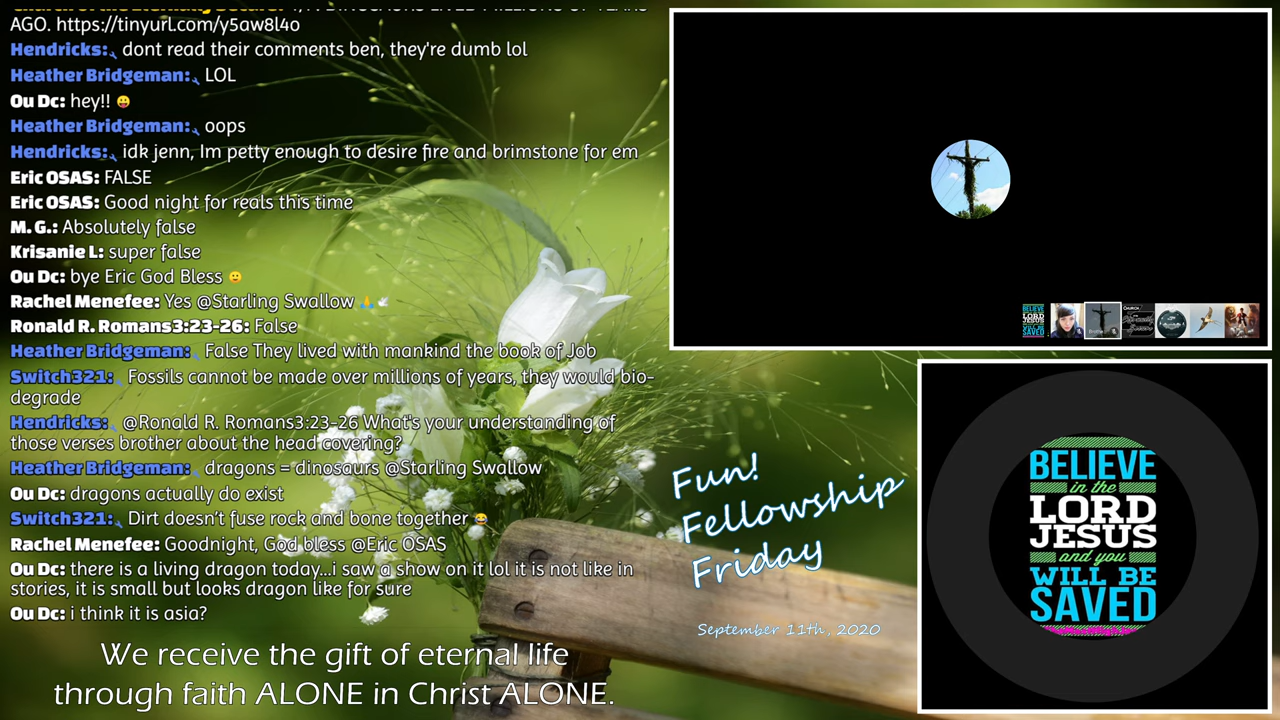 AGO. https://tinyurl.com/y5aw8l4o
Hendricks: dont read their comments ben, they're dumb lol
Heather Bridgeman: LOL
Ou Dc: hey!! 😛
Heather Bridgeman: oops
Hendricks: idk jenn, Im petty enough to desire fire and brimstone for em
Eric OSAS: FALSE
Eric OSAS: Good night for reals this time
M. G.: Absolutely false
Krisanie L: super false
Ou Dc: bye Eric God Bless 🙂
Rachel Menefee: Yes @Starling Swallow 🙏🕊
Ronald R. Romans3:23-26: False
Heather Bridgeman: False They lived with mankind the book of Job
Switch321: Fossils cannot be made over millions of years, they would bio-
degrade
Hendricks: @Ronald R. Romans3:23-26 What's your understanding of
those verses brother about the head covering?
Heather Bridgeman: dragons = dinosaurs @Starling Swallow
Ou Dc: dragons actually do exist
Switch321: Dirt doesn't fuse rock and bone together 😂
Rachel Menefee: Goodnight, God bless @Eric OSAS
Ou Dc: there is a living dragon today...i saw a show on it lol it is not like in
stories, it is small but looks dragon like for sure
Ou Dc: i think it is asia?
We receive the gift of eternal life
through faith ALONE in Christ ALONE.
Fun!
Fellowship
Friday
September 11th, 2020
BELIEVE
in the
LORD
JESUS
and you
WILL BE
SAVED